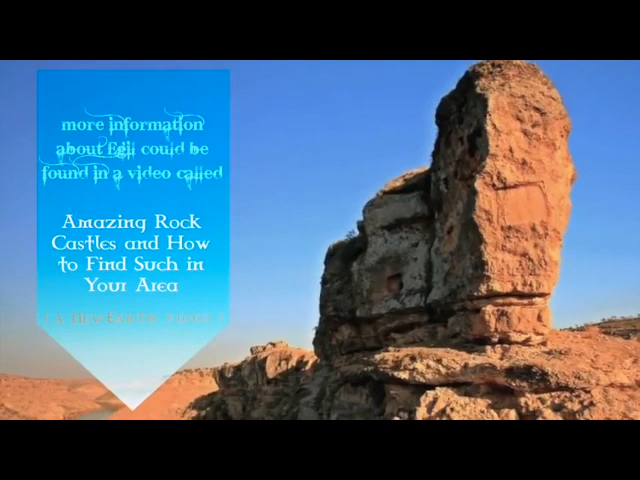 more information
about Egil could be
found in a video called
Amazing Rock
Castles and How
to Find Such in
Your Area